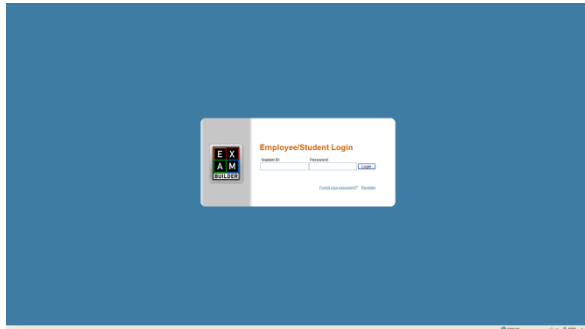 E X
A M
BUILDER
Employee/Student Login
Student ID: Password:
Login
Forgot your password? Register